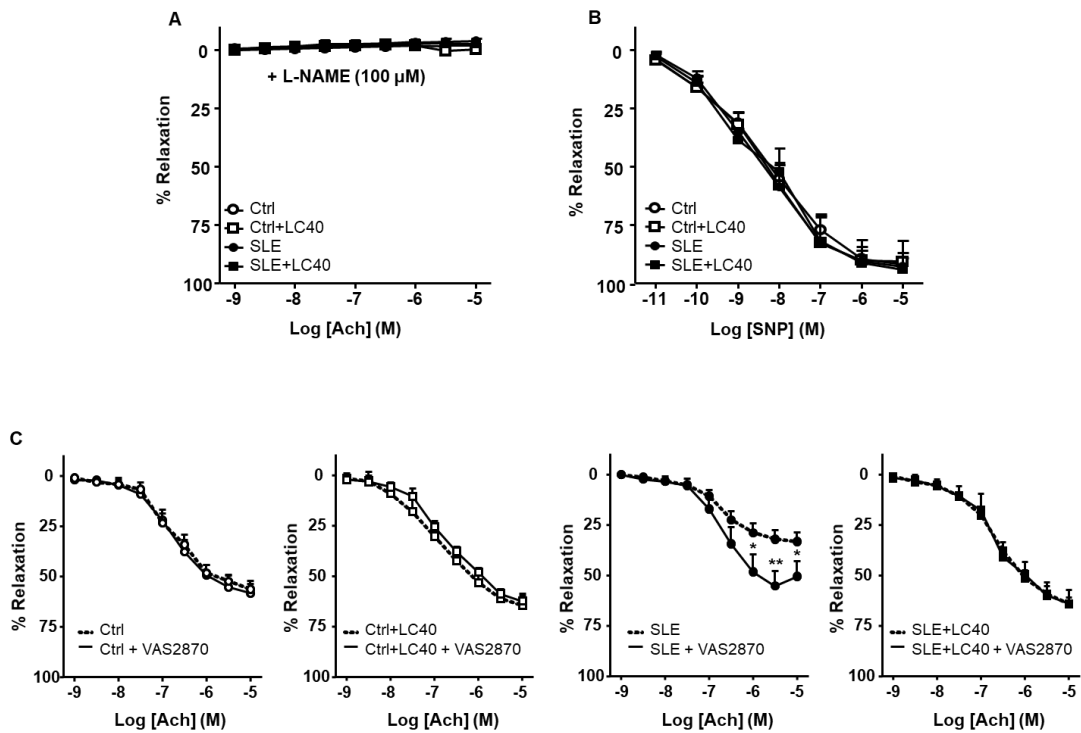 A
% Relaxation
0
25
50
75
100
+ L-NAME (100 µM)
Ctrl
Ctrl+LC40
SLE
SLE+LC40
-9 -8 -7 -6 -5
Log [Ach] (M)
B
% Relaxation
0
25
50
75
100
Ctrl
Ctrl+LC40
SLE
SLE+LC40
-11 -10 -9 -8 -7 -6 -5
Log [SNP] (M)
C
% Relaxation
0
25
50
75
100
Ctrl
Ctrl + VAS2870
-9 -8 -7 -6 -5
Log [Ach] (M)
% Relaxation
0
25
50
75
100
Ctrl+LC40
Ctrl+LC40 + VAS2870
-9 -8 -7 -6 -5
Log [Ach] (M)
% Relaxation
0
25
50
75
100
* ** *
SLE
SLE + VAS2870
-9 -8 -7 -6 -5
Log [Ach] (M)
% Relaxation
0
25
50
75
100
SLE+LC40
SLE+LC40 + VAS2870
-9 -8 -7 -6 -5
Log [Ach] (M)